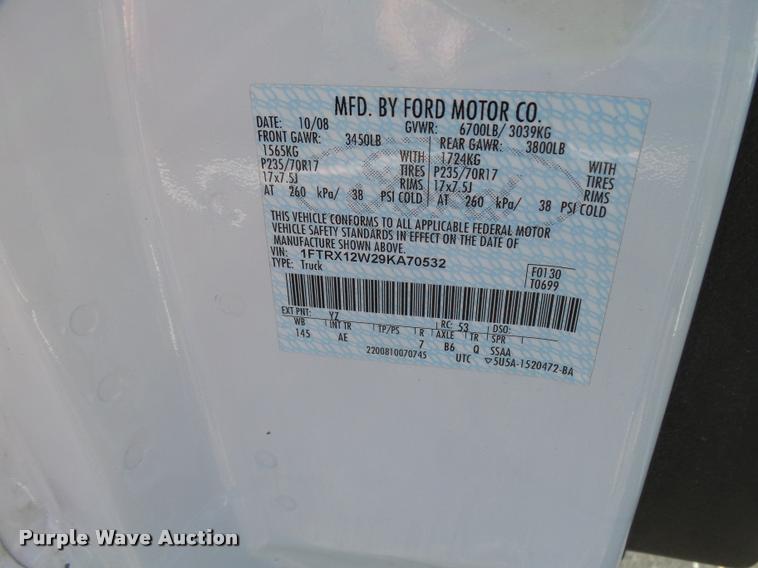 MFD. BY FORD MOTOR CO.
DATE: 10/08 GVWR: 6700LB/ 3039KG
FRONT GAWR: 3450LB REAR GAWR: 3800LB
1565KG WITH 1724KG WITH
P235/70R17 TIRES P235/70R17 TIRES
17x7.5J RIMS 17x7.5J RIMS
AT 260 kPa/ 38 PSI COLD AT 260 kPa/ 38 PSI COLD
THIS VEHICLE CONFORMS TO ALL APPLICABLE FEDERAL MOTOR
VEHICLE SAFETY STANDARDS IN EFFECT ON THE DATE OF
MANUFACTURE SHOWN ABOVE.
VIN: 1FTRX12W29KA70532 F0130
TYPE: Truck T0699
EXT PNT: YZ RC: 53 DSO:
WB INT TR TP/PS R AXLE TR SPR
145 AE 7 B6 Q SSAA
2200810070745 UTC ▽5U5A-1520472-BA
Purple Wave Auction